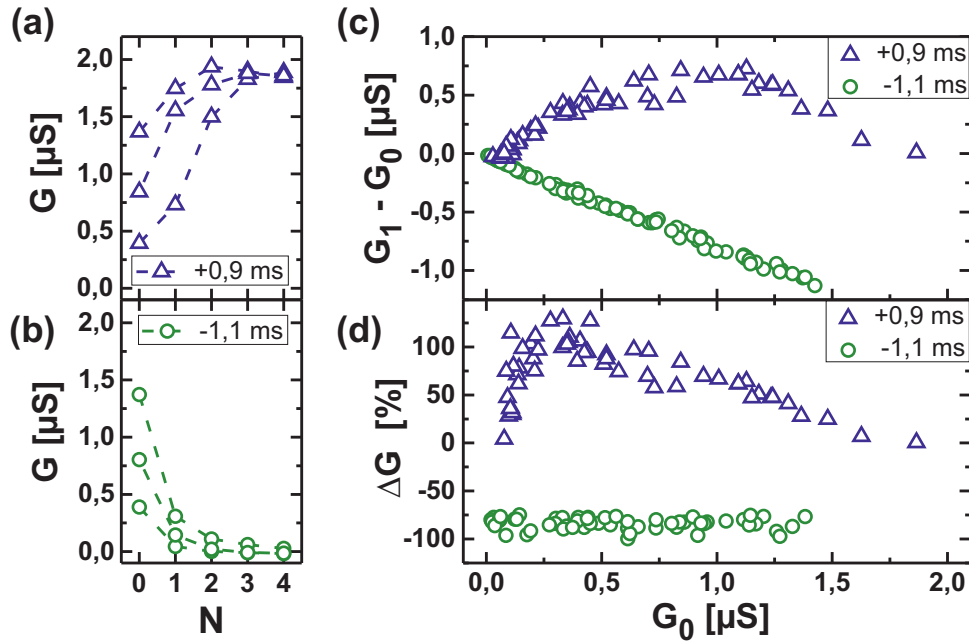 (a)
2,0
1,5
1,0
0,5
0,0
G [µS]
+0,9 ms
(b)
2,0
1,5
1,0
0,5
0,0
G [µS]
-1,1 ms
0 1 2 3 4
N
(c)
1,0
0,5
0,0
-0,5
-1,0
G₁ - G₀ [µS]
+0,9 ms
-1,1 ms
(d)
100
50
0
-50
-100
ΔG [%]
+0,9 ms
-1,1 ms
0,0 0,5 1,0 1,5 2,0
G₀ [µS]